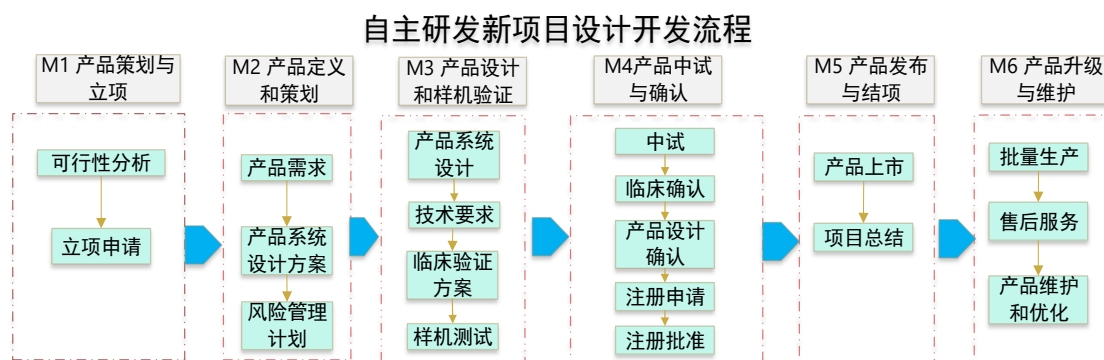 自主研发新项目设计开发流程
M1 产品策划与
立项
可行性分析
立项申请
M2 产品定义
和策划
产品需求
产品系统
设计方案
风险管理
计划
M3 产品设计
和样机验证
产品系统
设计
技术要求
临床验证
方案
样机测试
M4产品中试
与确认
中试
临床确认
产品设计
确认
注册申请
注册批准
M5 产品发布
与结项
产品上市
项目总结
M6 产品升级
与维护
批量生产
售后服务
产品维护
和优化